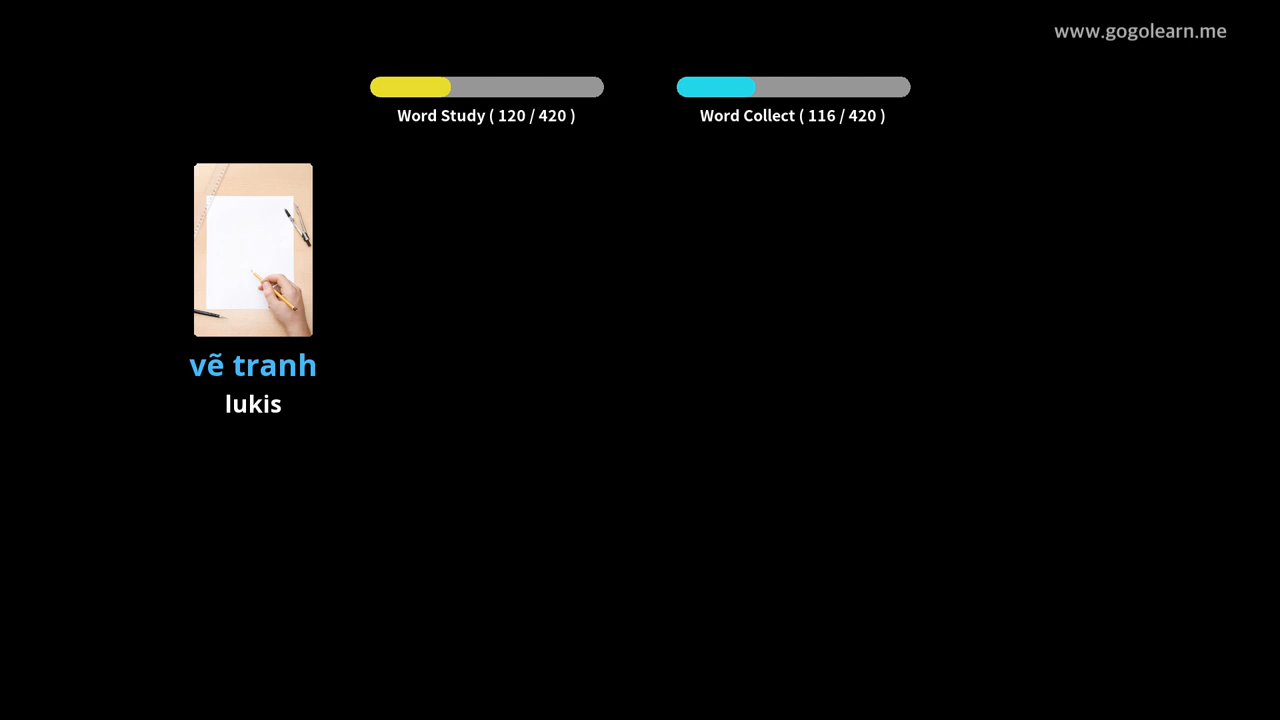 www.gogolearn.me
Word Study ( 120 / 420 )
Word Collect ( 116 / 420 )
vẽ tranh
lukis